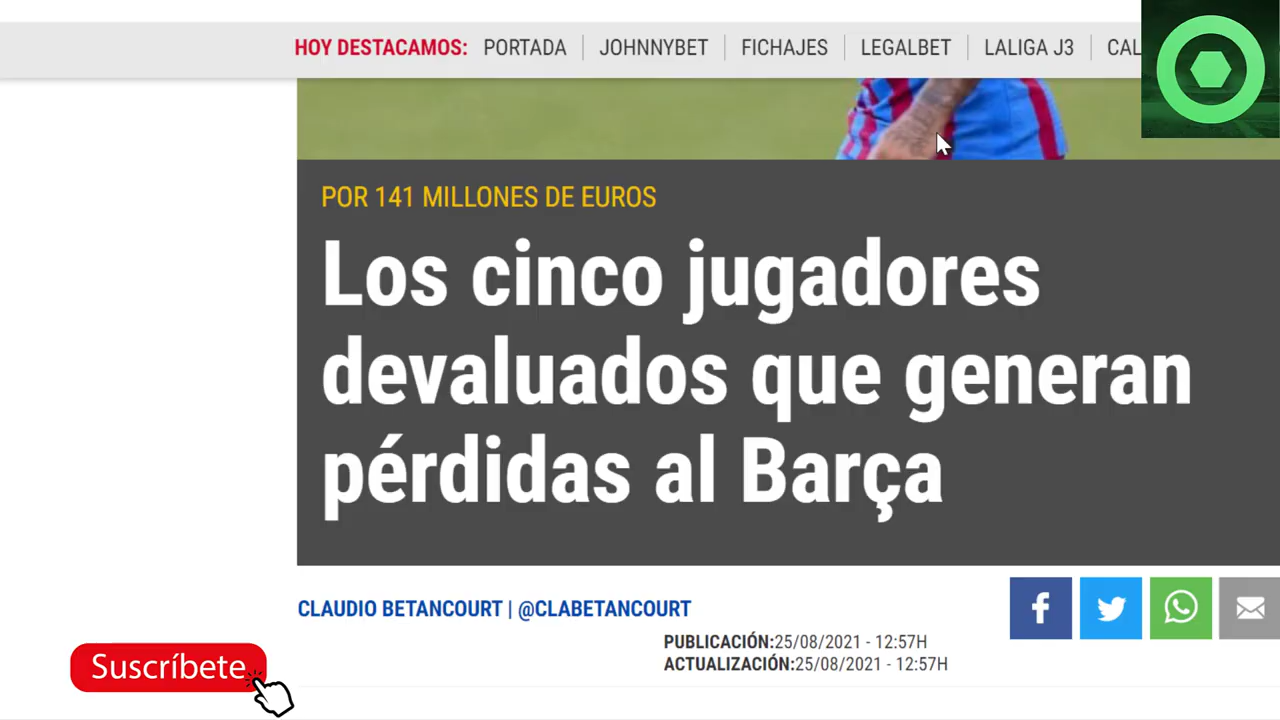 HOY DESTACAMOS: PORTADA JOHNNYBET FICHAJES LEGALBET LALIGA J3 CAL
POR 141 MILLONES DE EUROS
Los cinco jugadores
devaluados que generan
pérdidas al Barça
CLAUDIO BETANCOURT | @CLABETANCOURT
PUBLICACIÓN:25/08/2021 - 12:57H
ACTUALIZACIÓN:25/08/2021 - 12:57H
Suscríbete